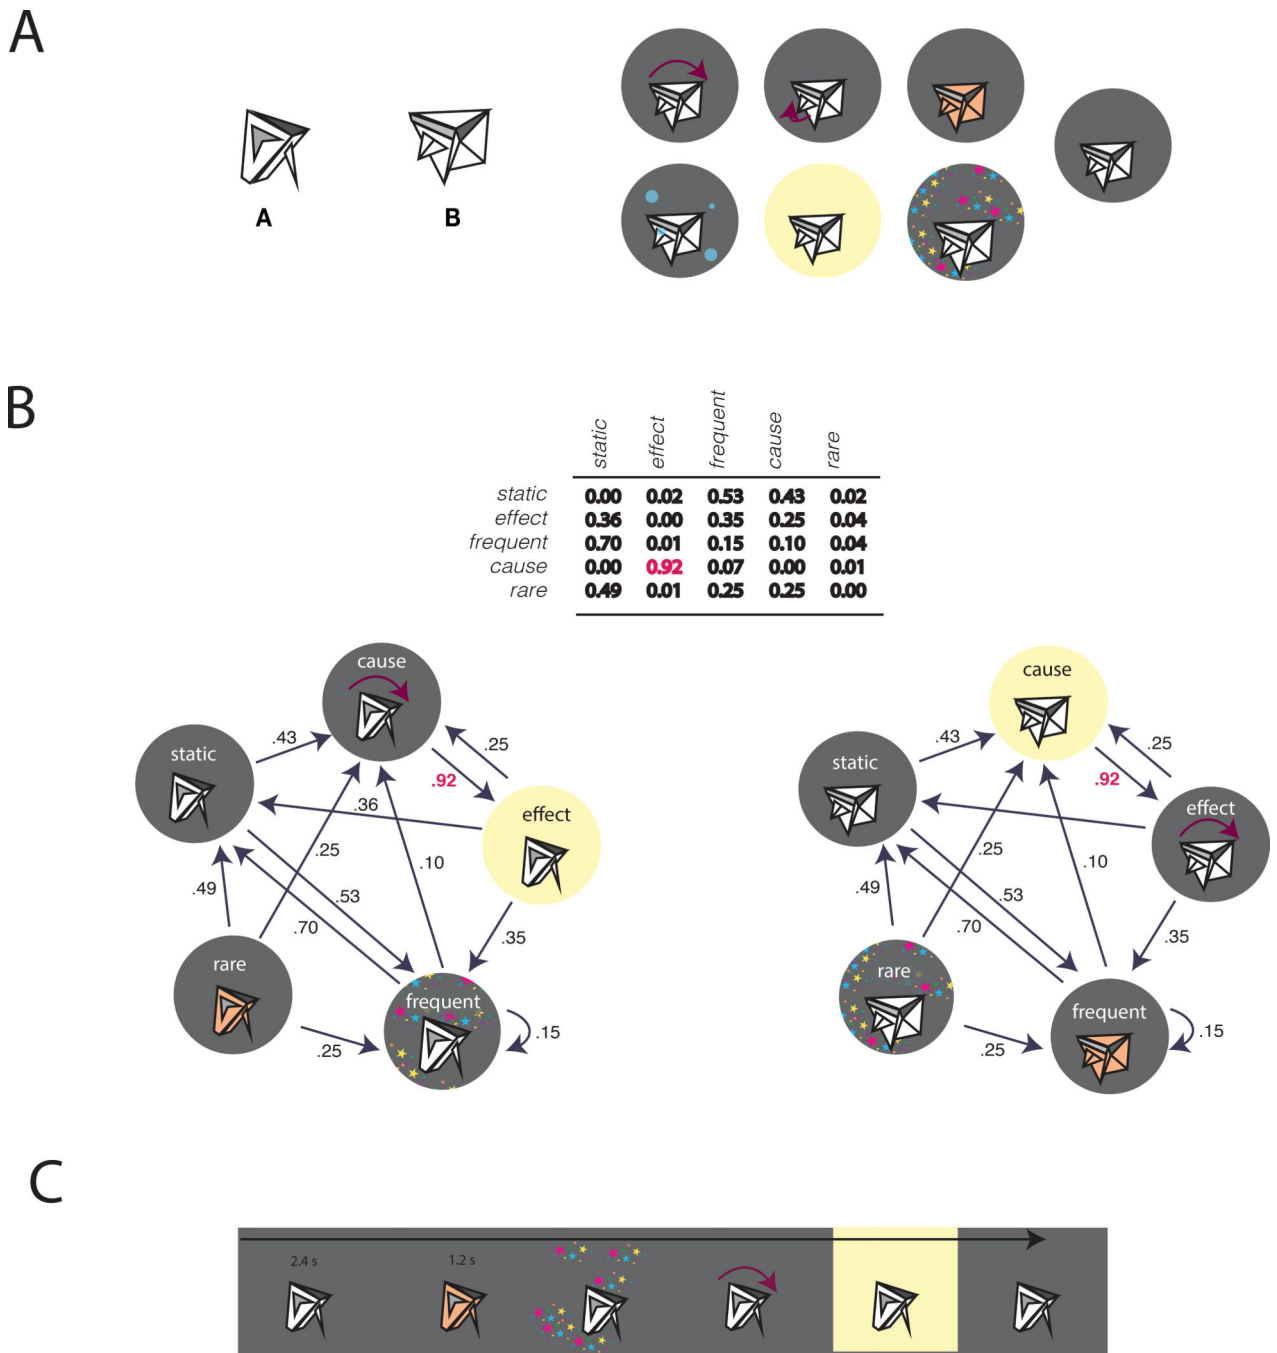 A
A
B
B
static effect frequent cause rare
static 0.00 0.02 0.53 0.43 0.02
effect 0.36 0.00 0.35 0.25 0.04
frequent 0.70 0.01 0.15 0.10 0.04
cause 0.00 0.92 0.07 0.00 0.01
rare 0.49 0.01 0.25 0.25 0.00
cause
static
.43
.25
.92
.36
effect
.25
.10
.49
.53
.70
.35
rare
frequent
.25
.15
cause
static
.43
.25
.92
effect
.25
.10
.49
.53
.70
.35
rare
frequent
.25
.15
C
2.4 s
1.2 s